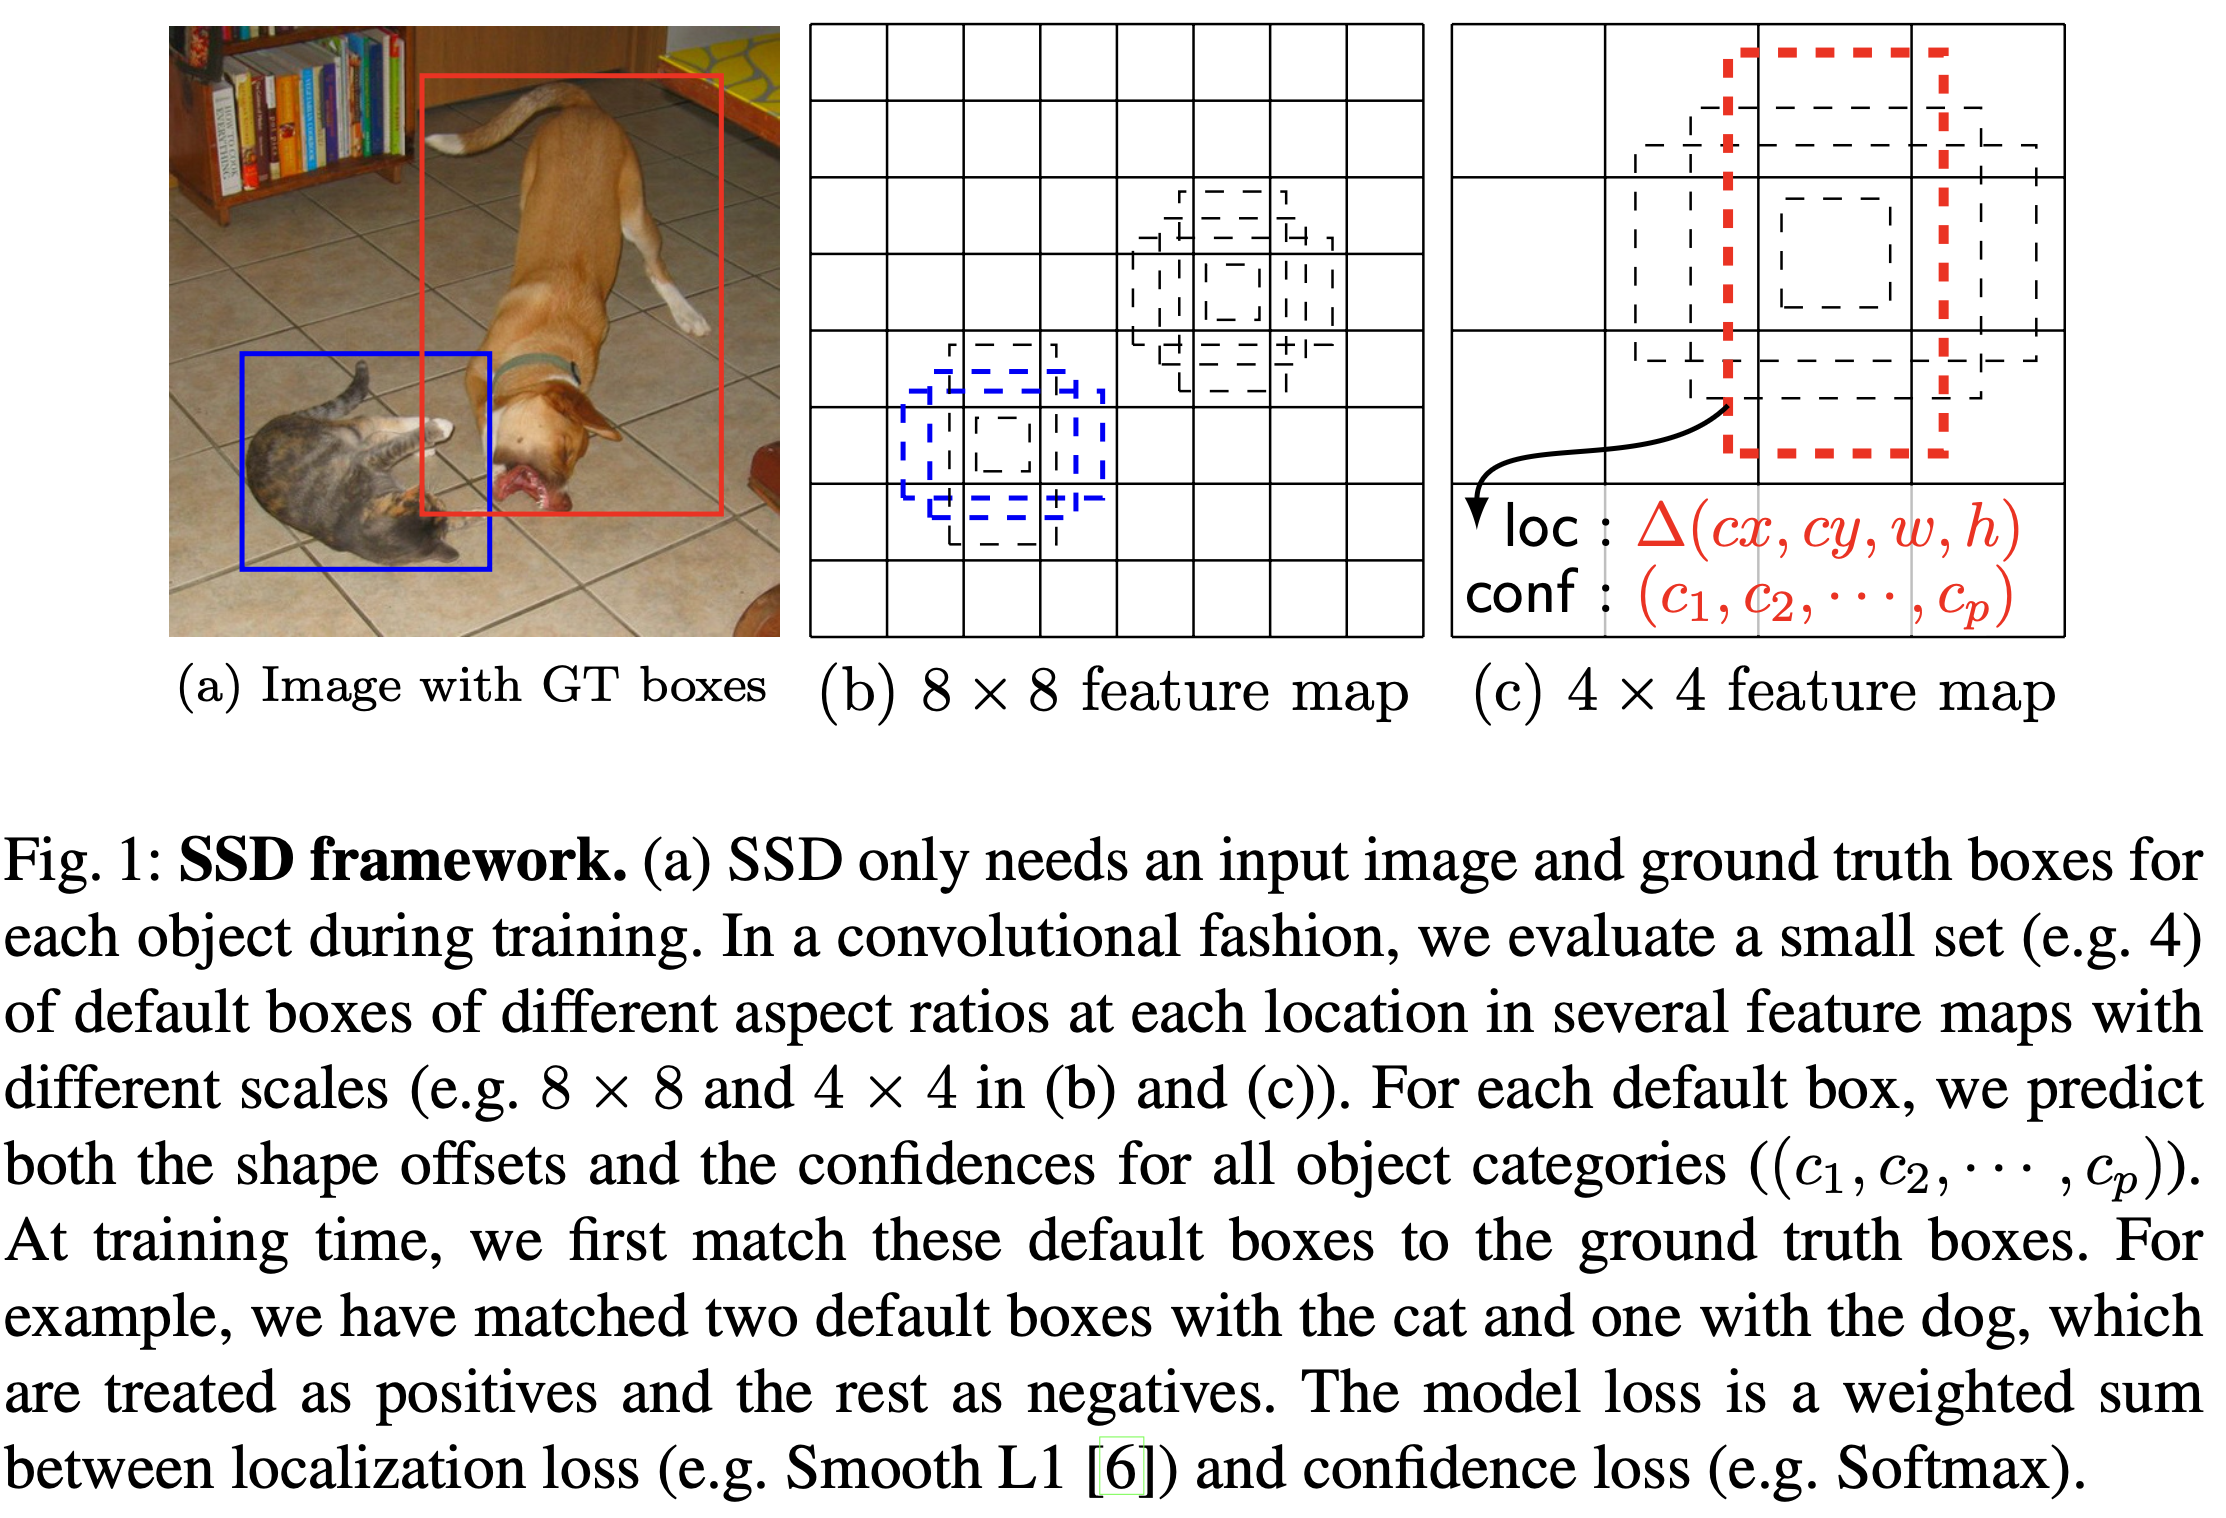 loc : Δ(cx, cy, w, h)
conf : (c₁, c₂, ⋯ , cₚ)
(a) Image with GT boxes
(b) 8 × 8 feature map
(c) 4 × 4 feature map
Fig. 1: SSD framework. (a) SSD only needs an input image and ground truth boxes for
each object during training. In a convolutional fashion, we evaluate a small set (e.g. 4)
of default boxes of different aspect ratios at each location in several feature maps with
different scales (e.g. 8 × 8 and 4 × 4 in (b) and (c)). For each default box, we predict
both the shape offsets and the confidences for all object categories ((c₁, c₂, ⋯ , cₚ)).
At training time, we first match these default boxes to the ground truth boxes. For
example, we have matched two default boxes with the cat and one with the dog, which
are treated as positives and the rest as negatives. The model loss is a weighted sum
between localization loss (e.g. Smooth L1 [6]) and confidence loss (e.g. Softmax).